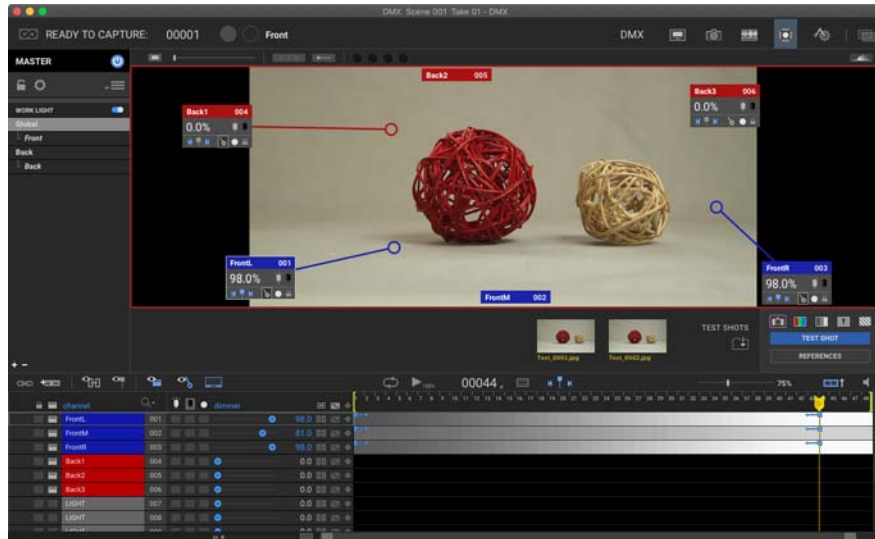 DMX Scene 001 Take 01 - DMX
READY TO CAPTURE: 00001 Front DMX
MASTER
WORK LIGHT
Global
Front
Back
Back
Back1 004
0.0%
Back2 005
Back3 006
0.0%
FrontL 001
98.0%
FrontM 002
FrontR 003
98.0%
Test_0001.jpg
Test_0002.jpg
TEST SHOTS
TEST SHOT
REFERENCES
00044
75%
channel dimmer
FrontL 001 98.0
FrontM 002 81.0
FrontR 003 98.0
Back1 004 0.0
Back2 005 0.0
Back3 006 0.0
LIGHT 007 0.0
LIGHT 008 0.0